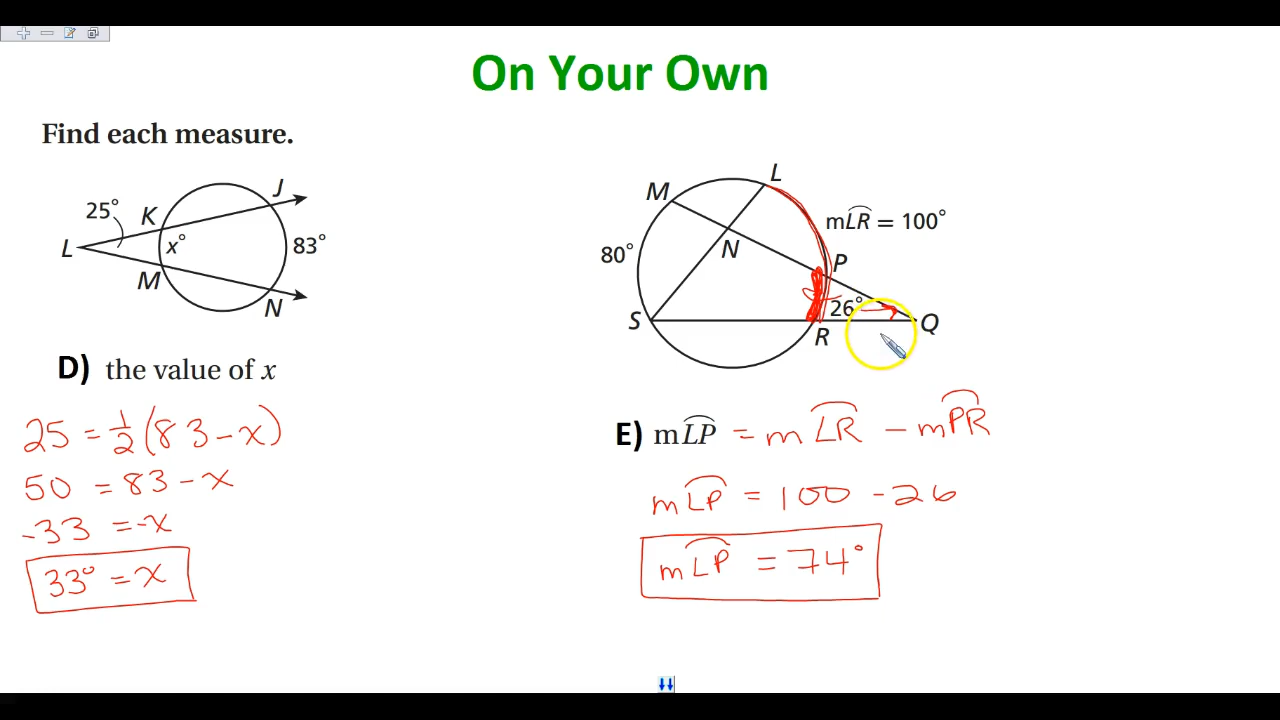 On Your Own
Find each measure.
J
25°
K
L
x°
83°
M
N
D) the value of x
25 = 1/2 (83 - x)
50 = 83 - x
-33 = -x
33° = x
L
M
mLR = 100°
80°
N
P
26°
S
Q
R
E) mLP = mLR - mPR
mLP = 100 - 26
mLP = 74°